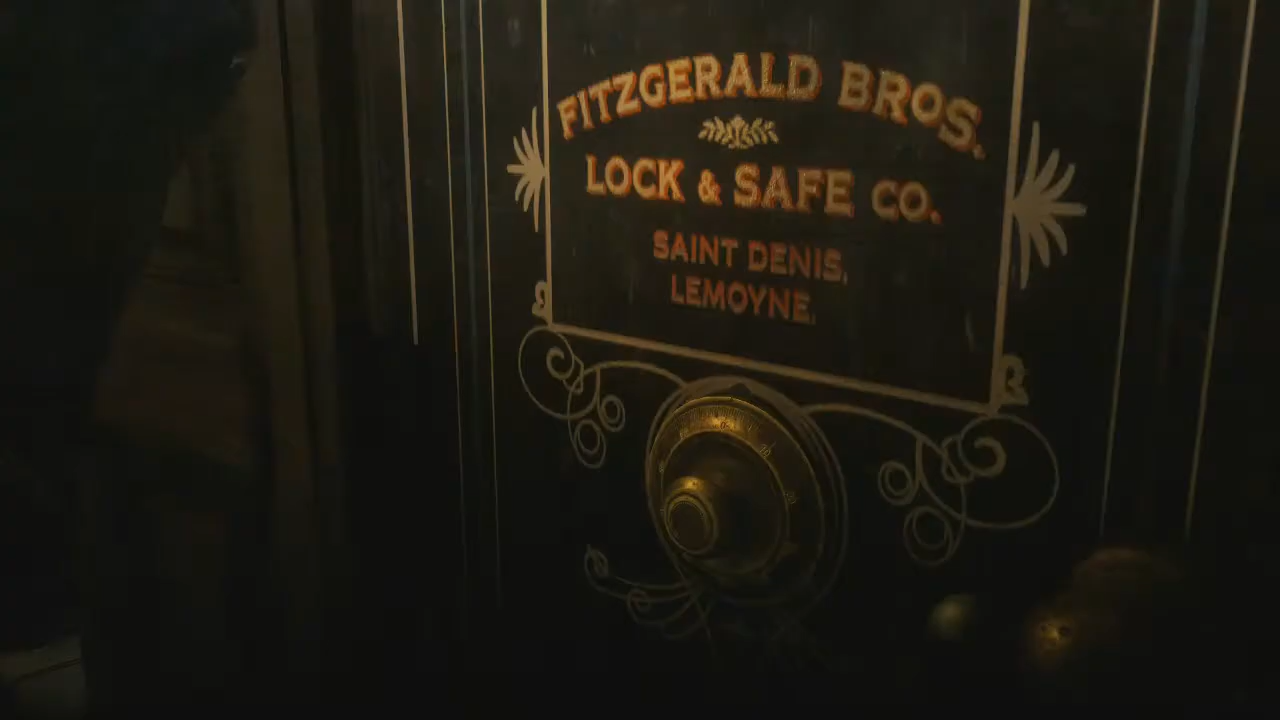 FITZGERALD BROS.
LOCK & SAFE CO.
SAINT DENIS,
LEMOYNE.